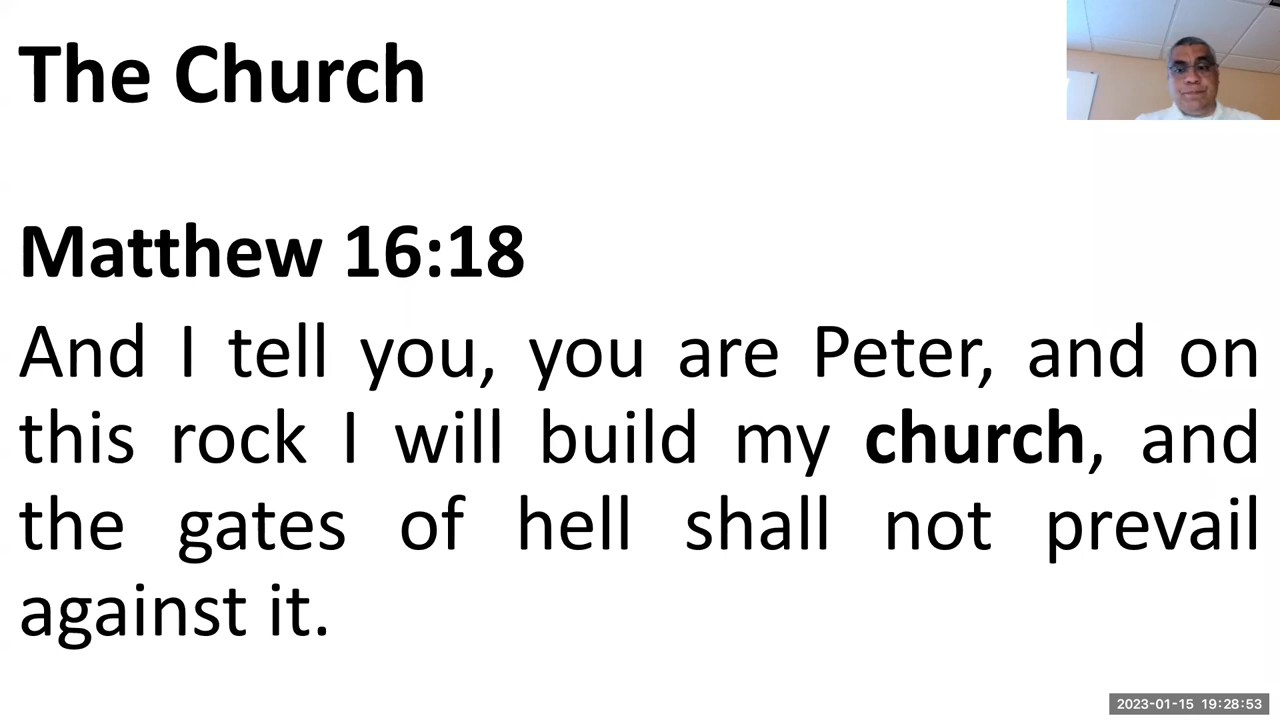 The Church
Matthew 16:18
And I tell you, you are Peter, and on
this rock I will build my church, and
the gates of hell shall not prevail
against it.
2023-01-15 19:28:53